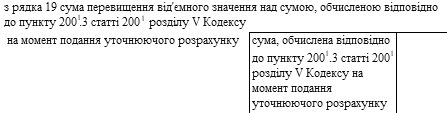 з рядка 19 сума перевищення від'ємного значення над сумою, обчисленою відповідно
до пункту 200¹.3 статті 200¹ розділу V Кодексу
на момент подання уточнюючого розрахунку
сума, обчислена відповідно
до пункту 200¹.3 статті 200¹
розділу V Кодексу на
момент подання
уточнюючого розрахунку